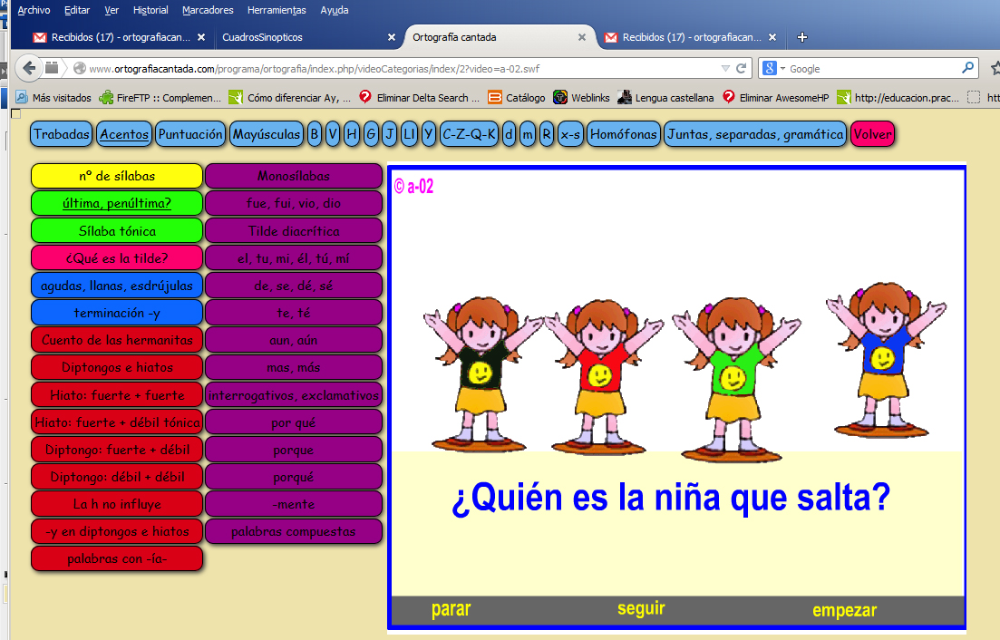 Archivo Editar Ver Historial Marcadores Herramientas Ayuda
Recibidos (17) - ortografiacan... CuadrosSinopticos Ortografía cantada Recibidos (17) - ortografiacan...
www.ortografiacantada.com/programa/ortografia/index.php/videoCategorias/index/2?video=a-02.swf Google
Más visitados FireFTP :: Complemen... Cómo diferenciar Ay, ... Eliminar Delta Search ... Catálogo Weblinks Lengua castellana Eliminar AwesomeHP http://educacion.prac... htt
Trabadas Acentos Puntuación Mayúsculas B V H G J Ll Y C-Z-Q-K d m R x-s Homófonas Juntas, separadas, gramática Volver
nº de sílabas
última, penúltima?
Sílaba tónica
¿Qué es la tilde?
agudas, llanas, esdrújulas
terminación -y
Cuento de las hermanitas
Diptongos e hiatos
Hiato: fuerte + fuerte
Hiato: fuerte + débil tónica
Diptongo: fuerte + débil
Diptongo: débil + débil
La h no influye
-y en diptongos e hiatos
palabras con -ía-
Monosílabas
fue, fui, vio, dio
Tilde diacrítica
el, tu, mi, él, tú, mí
de, se, dé, sé
te, té
aun, aún
mas, más
interrogativos, exclamativos
por qué
porque
porqué
-mente
palabras compuestas
© a-02
¿Quién es la niña que salta?
parar seguir empezar